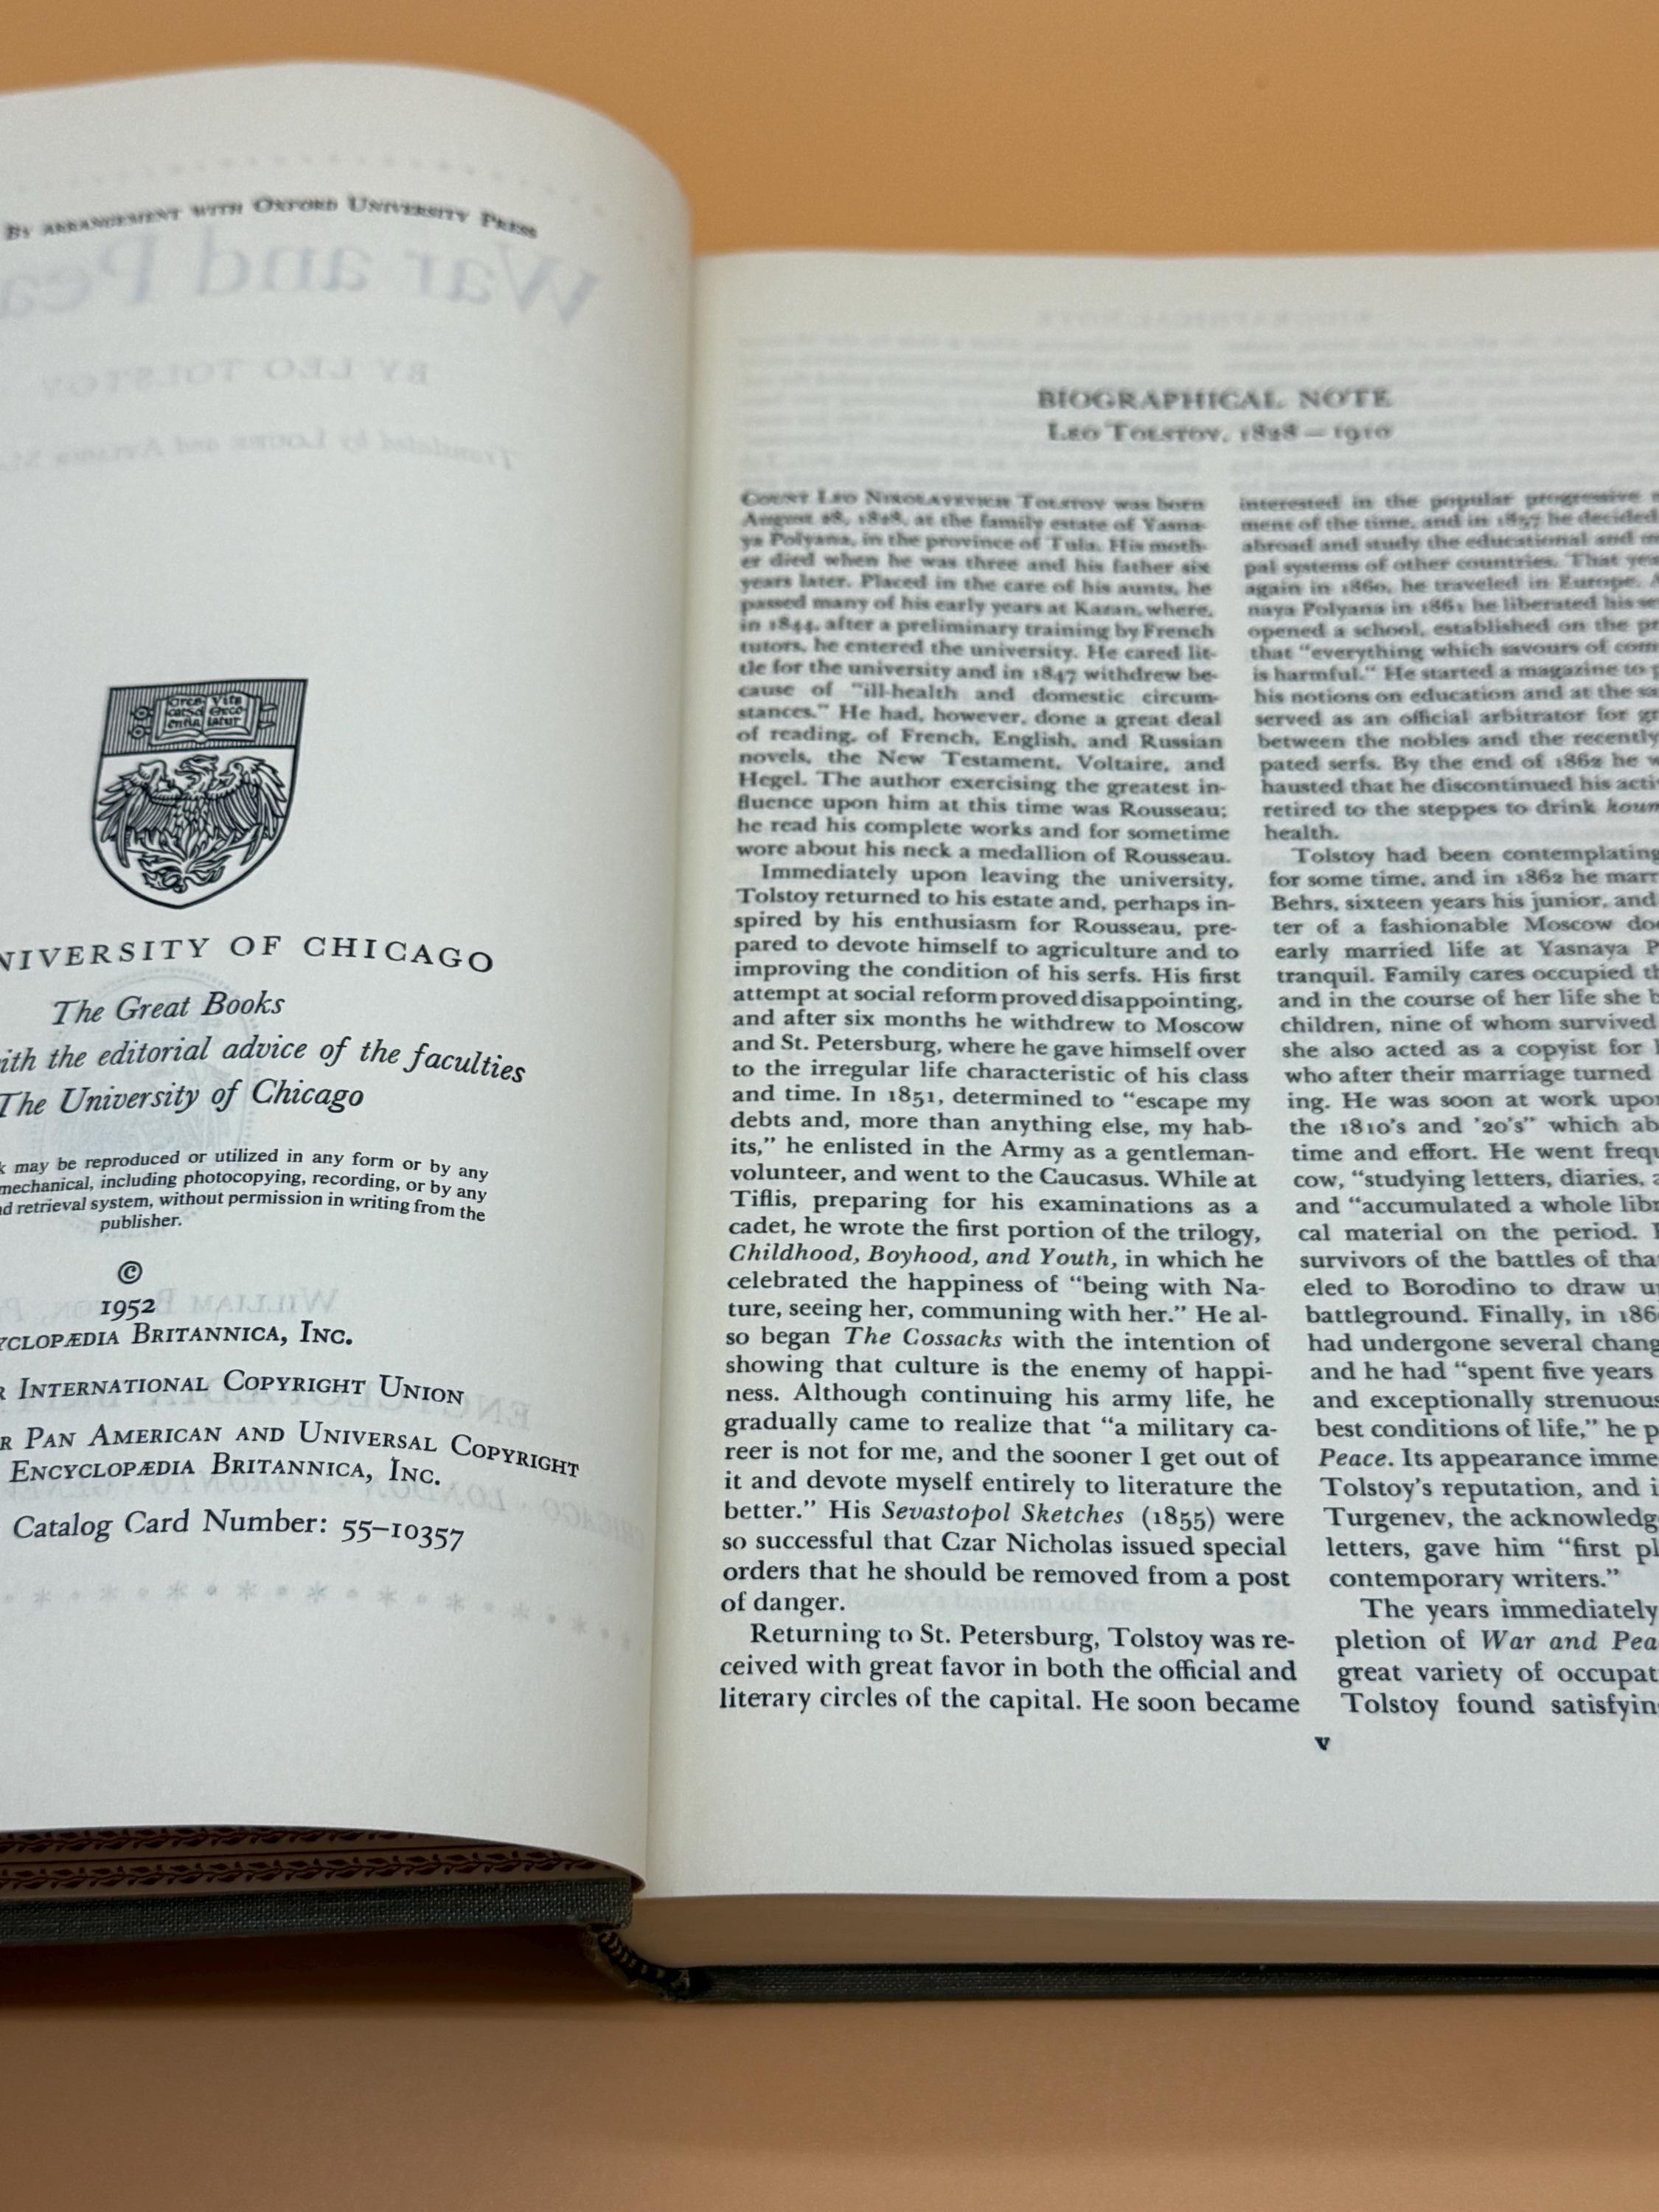 BY ARRANGEMENT WITH OXFORD UNIVERSITY PRESS
War and Pea
BY LEO TOLSTOY
Translated by LOUISE and AYLMER
NIVERSITY OF CHICAGO
The Great Books
ith the editorial advice of the faculties
The University of Chicago
k may be reproduced or utilized in any form or by any
mechanical, including photocopying, recording, or by any
d retrieval system, without permission in writing from the
publisher.
©
1952
YCLOPÆDIA BRITANNICA, INC.
R INTERNATIONAL COPYRIGHT UNION
R PAN AMERICAN AND UNIVERSAL COPYRIGHT
ENCYCLOPÆDIA BRITANNICA, INC.
Catalog Card Number: 55–10357
BIOGRAPHICAL NOTE
LEO TOLSTOY, 1828–1910
COUNT LEO NIKOLAYEVICH TOLSTOY was born
August 28, 1828, at the family estate of Yasna-
ya Polyana, in the province of Tula. His moth-
er died when he was three and his father six
years later. Placed in the care of his aunts, he
passed many of his early years at Kazan, where,
in 1844, after a preliminary training by French
tutors, he entered the university. He cared lit-
tle for the university and in 1847 withdrew be-
cause of "ill-health and domestic circum-
stances." He had, however, done a great deal
of reading, of French, English, and Russian
novels, the New Testament, Voltaire, and
Hegel. The author exercising the greatest in-
fluence upon him at this time was Rousseau;
he read his complete works and for sometime
wore about his neck a medallion of Rousseau.
Immediately upon leaving the university,
Tolstoy returned to his estate and, perhaps in-
spired by his enthusiasm for Rousseau, pre-
pared to devote himself to agriculture and to
improving the condition of his serfs. His first
attempt at social reform proved disappointing,
and after six months he withdrew to Moscow
and St. Petersburg, where he gave himself over
to the irregular life characteristic of his class
and time. In 1851, determined to "escape my
debts and, more than anything else, my hab-
its," he enlisted in the Army as a gentleman-
volunteer, and went to the Caucasus. While at
Tiflis, preparing for his examinations as a
cadet, he wrote the first portion of the trilogy,
Childhood, Boyhood, and Youth, in which he
celebrated the happiness of "being with Na-
ture, seeing her, communing with her." He al-
so began The Cossacks with the intention of
showing that culture is the enemy of happi-
ness. Although continuing his army life, he
gradually came to realize that "a military ca-
reer is not for me, and the sooner I get out of
it and devote myself entirely to literature the
better." His Sevastopol Sketches (1855) were
so successful that Czar Nicholas issued special
orders that he should be removed from a post
of danger.
Returning to St. Petersburg, Tolstoy was re-
ceived with great favor in both the official and
literary circles of the capital. He soon became
interested in the popular progressive
ment of the time, and in 1857 he decided
abroad and study the educational and
pal systems of other countries. That yea
again in 1860, he traveled in Europe.
naya Polyana in 1861 he liberated his se
opened a school, established on the pr
that "everything which savours of com
is harmful." He started a magazine to p
his notions on education and at the sa
served as an official arbitrator for gr
between the nobles and the recently
pated serfs. By the end of 1862 he w
hausted that he discontinued his acti
retired to the steppes to drink koum
health.
Tolstoy had been contemplating
for some time, and in 1862 he marr
Behrs, sixteen years his junior, and
ter of a fashionable Moscow doc
early married life at Yasnaya P
tranquil. Family cares occupied th
and in the course of her life she b
children, nine of whom survived
she also acted as a copyist for h
who after their marriage turned
ing. He was soon at work upon
the 1810's and '20's" which ab
time and effort. He went frequ
cow, "studying letters, diaries, a
and "accumulated a whole libr
cal material on the period.
survivors of the battles of tha
eled to Borodino to draw u
battleground. Finally, in 186
had undergone several chang
and he had "spent five years
and exceptionally strenuous
best conditions of life," he p
Peace. Its appearance imme
Tolstoy's reputation, and i
Turgenev, the acknowledg
letters, gave him "first pl
contemporary writers."
The years immediately
pletion of War and Pea
great variety of occupat
Tolstoy found satisfyin
v